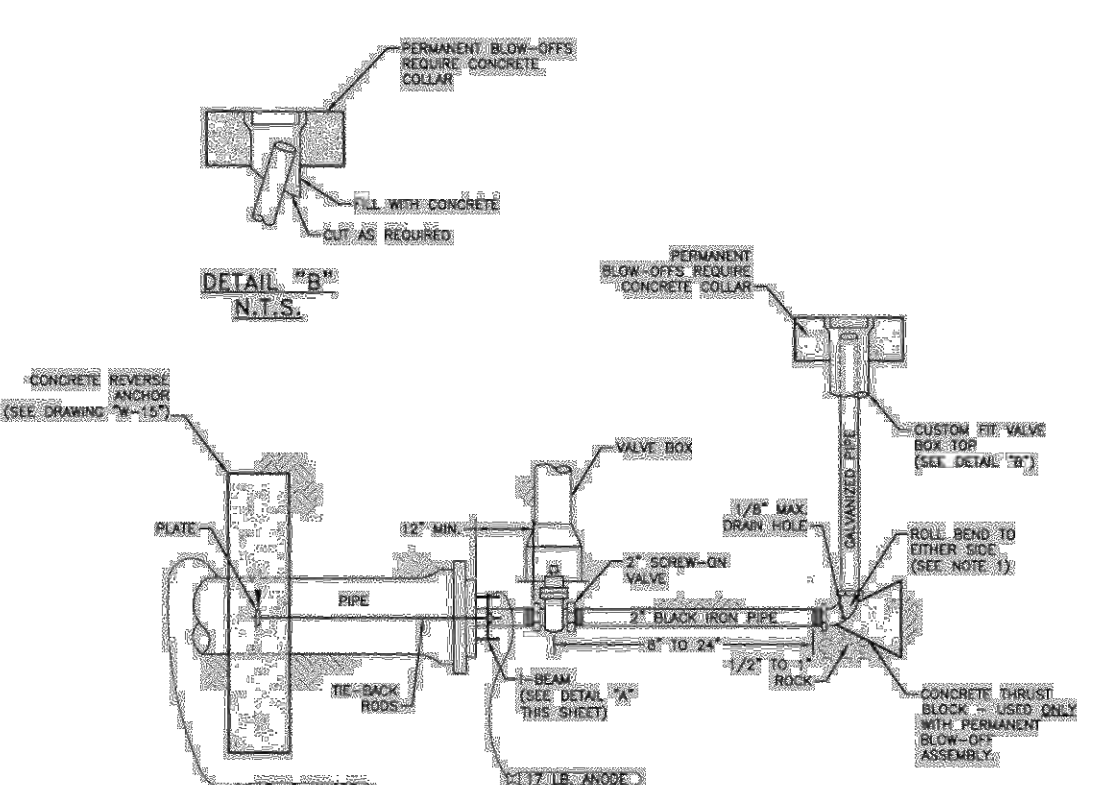 PERMANENT BLOW-OFFS
REQUIRE CONCRETE
COLLAR
FILL WITH CONCRETE
CUT AS REQUIRED
DETAIL "B"
N.T.S.
PERMANENT
BLOW-OFFS REQUIRE
CONCRETE COLLAR
CONCRETE REVERSE
ANCHOR
(SEE DRAWING "W-15")
VALVE BOX
CUSTOM FIT VALVE
BOX TOP
(SEE DETAIL "B")
GALVANIZED PIPE
PLATE
12" MIN.
1/8" MAX.
DRAIN HOLE
ROLL BEND TO
EITHER SIDE
(SEE NOTE 1)
2" SCREW-ON
VALVE
PIPE
2" BLACK IRON PIPE
TO 24"
1/2" TO 1"
ROCK
TIE-BACK
RODS
I-BEAM
(SEE DETAIL "A"
THIS SHEET)
CONCRETE THRUST
BLOCK - USED ONLY
WITH PERMANENT
BLOW-OFF
ASSEMBLY
17 LB. ANODE